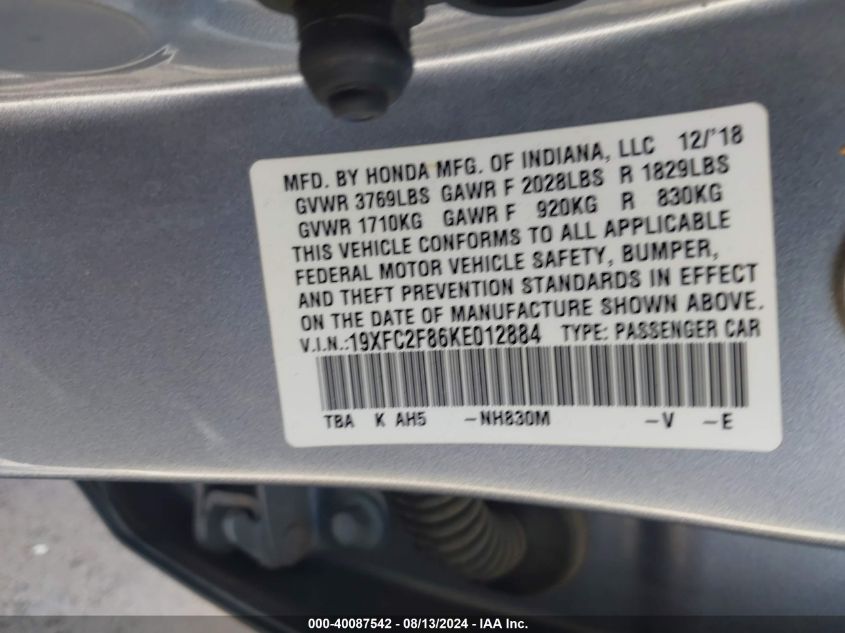 MFD. BY HONDA MFG. OF INDIANA, LLC 12/'18
GVWR 3769LBS GAWR F 2028LBS R 1829LBS
GVWR 1710KG GAWR F 920KG R 830KG
THIS VEHICLE CONFORMS TO ALL APPLICABLE
FEDERAL MOTOR VEHICLE SAFETY, BUMPER,
AND THEFT PREVENTION STANDARDS IN EFFECT
ON THE DATE OF MANUFACTURE SHOWN ABOVE.
V.I.N.:19XFC2F86KE012884 TYPE: PASSENGER CAR
TBA K AH5 -NH830M -V -E
000-40087542 - 08/13/2024 - IAA Inc.